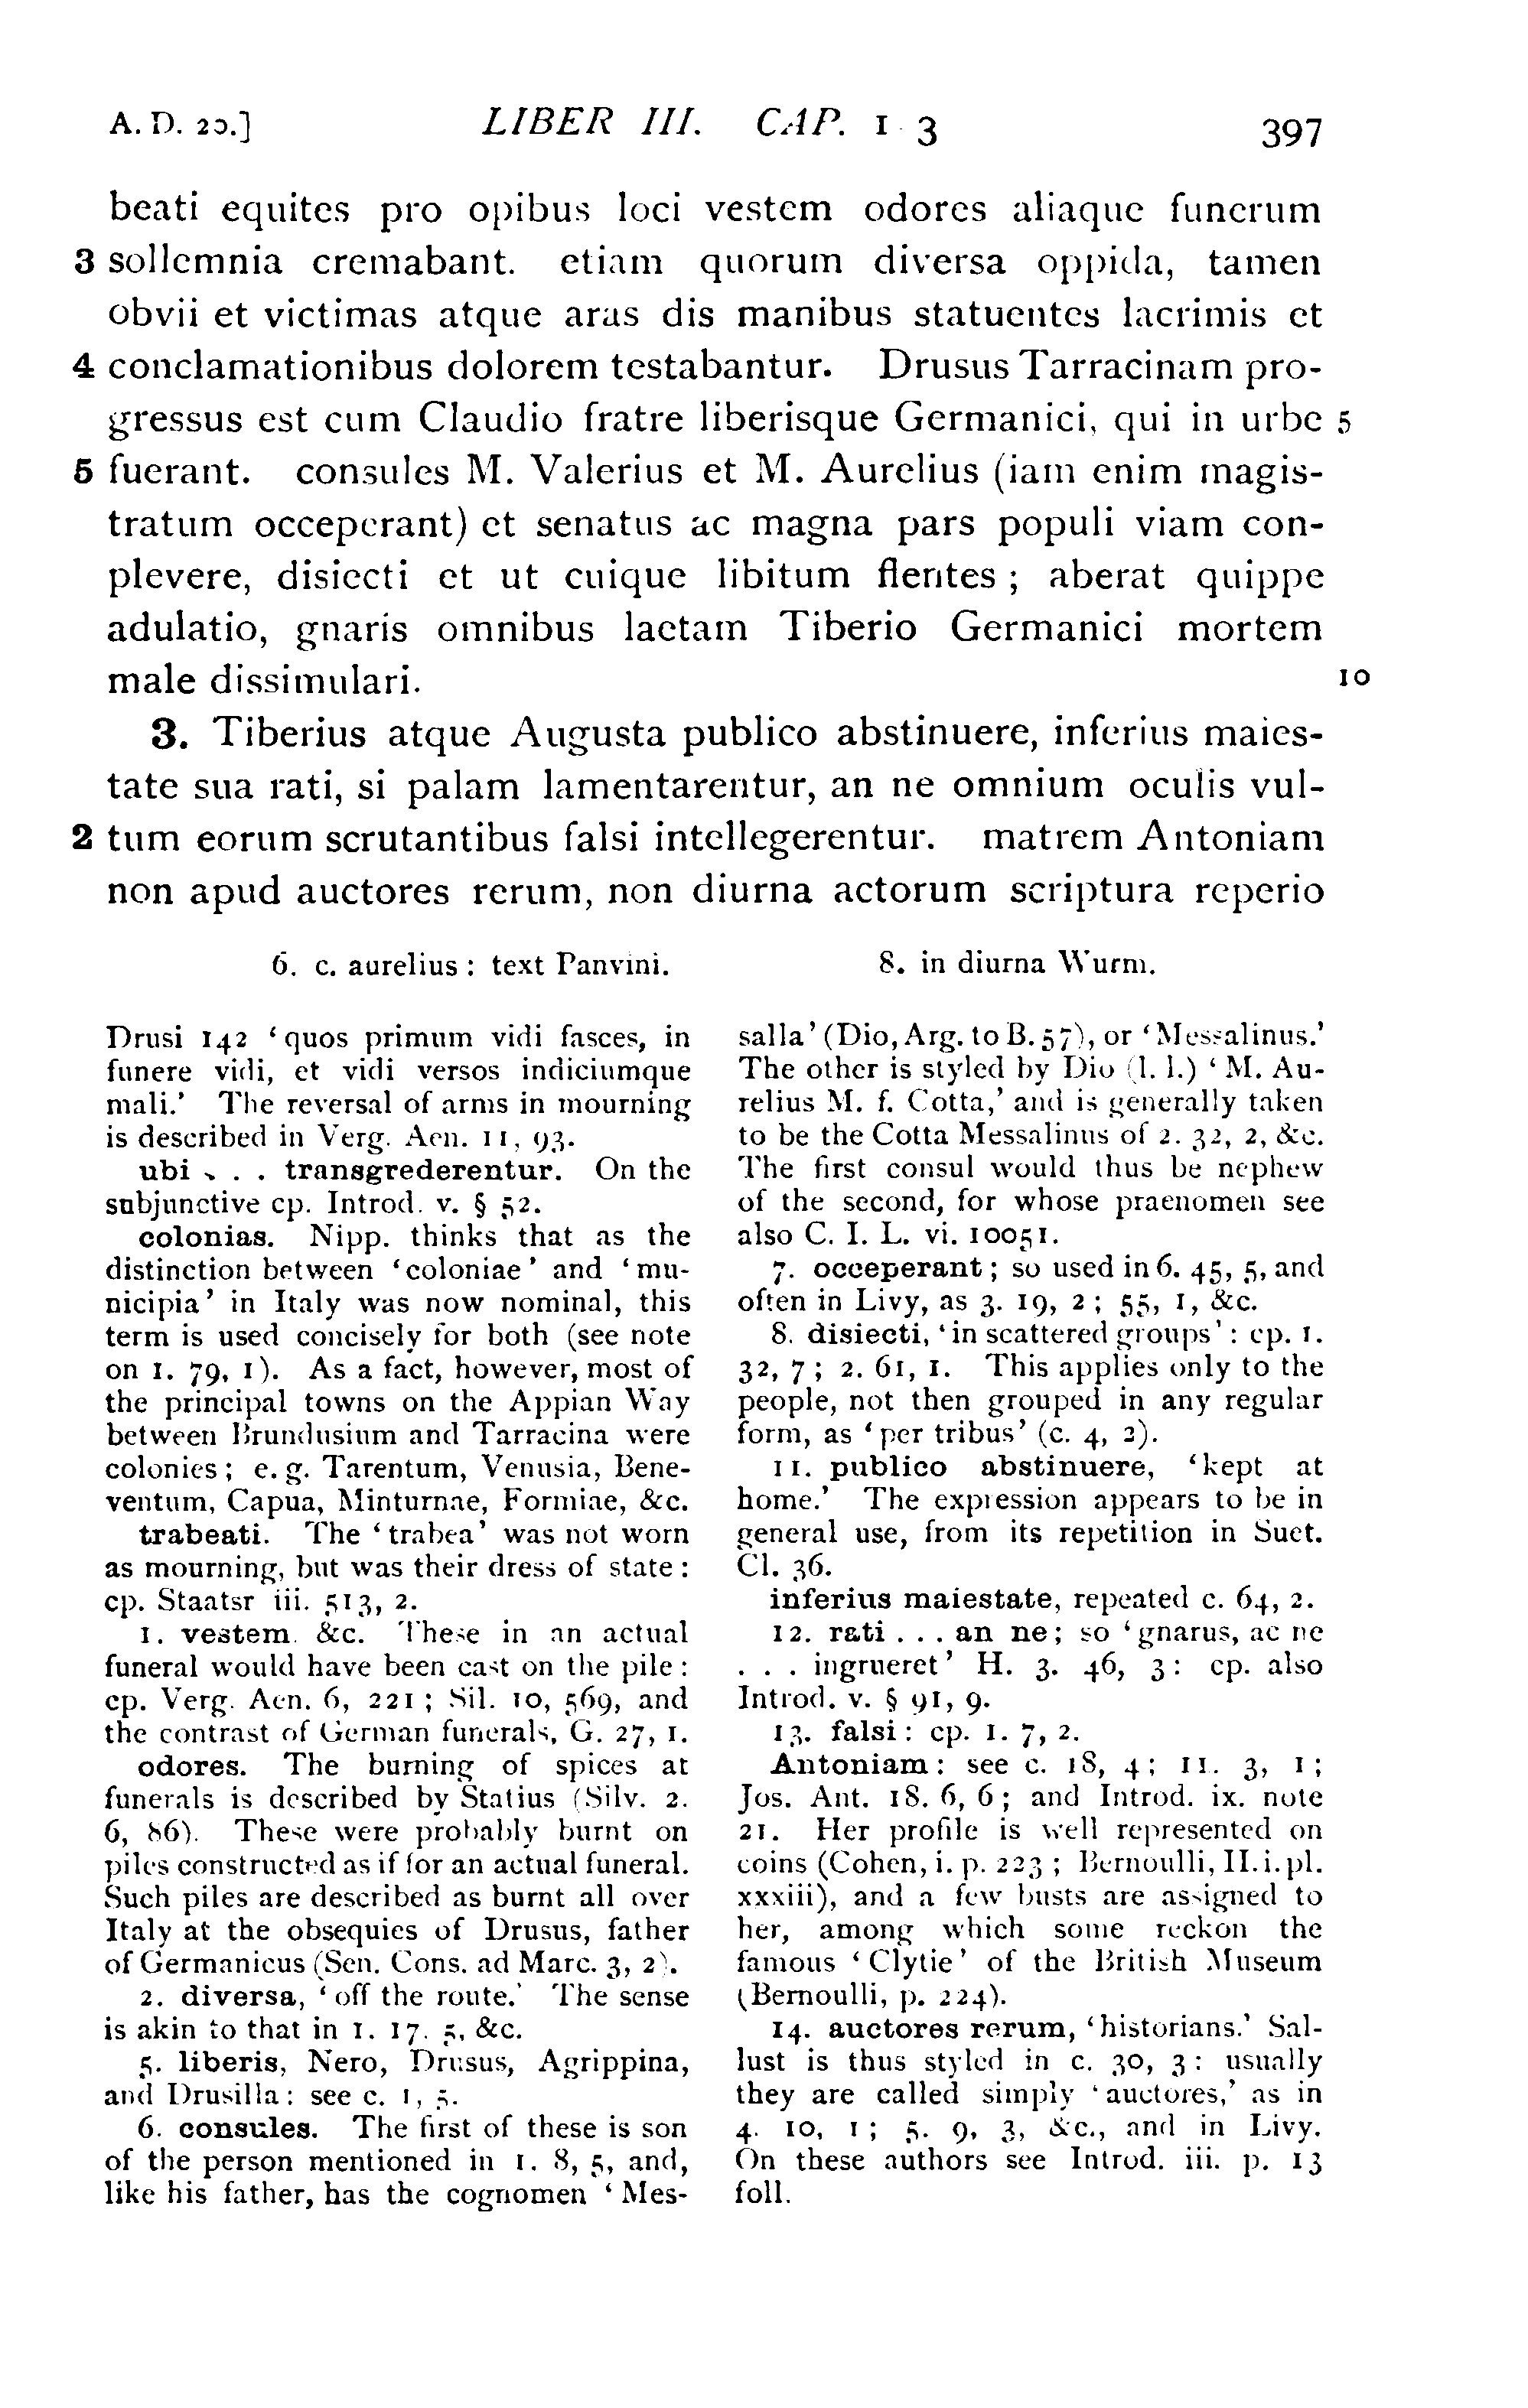 A. D. 20.] LIBER III. CAP. 1-3 397
beati equites pro opibus loci vestem odores aliaque funerum
3 sollemnia cremabant. etiam quorum diversa oppida, tamen
obvii et victimas atque aras dis manibus statuentes lacrimis et
4 conclamationibus dolorem testabantur. Drusus Tarracinam pro-
gressus est cum Claudio fratre liberisque Germanici, qui in urbe 5
5 fuerant. consules M. Valerius et M. Aurelius (iam enim magis-
tratum occeperant) et senatus ac magna pars populi viam con-
plevere, disiecti et ut cuique libitum flentes; aberat quippe
adulatio, gnaris omnibus laetam Tiberio Germanici mortem
male dissimulari. 10
3. Tiberius atque Augusta publico abstinuere, inferius maies-
tate sua rati, si palam lamentarentur, an ne omnium oculis vul-
2 tum eorum scrutantibus falsi intellegerentur. matrem Antoniam
non apud auctores rerum, non diurna actorum scriptura reperio
6. c. aurelius: text Panvini. 8. in diurna Wurm.
Drusi 142 ‘quos primum vidi fasces, in
funere vidi, et vidi versos indiciumque
mali.’ The reversal of arms in mourning
is described in Verg. Aen. 11, 93.
ubi . . . transgrederentur. On the
subjunctive cp. Introd. v. § 52.
colonias. Nipp. thinks that as the
distinction between ‘coloniae’ and ‘mu-
nicipia’ in Italy was now nominal, this
term is used concisely for both (see note
on 1. 79, 1). As a fact, however, most of
the principal towns on the Appian Way
between Brundusium and Tarracina were
colonies; e. g. Tarentum, Venusia, Bene-
ventum, Capua, Minturnae, Formiae, &c.
trabeati. The ‘trabea’ was not worn
as mourning, but was their dress of state:
cp. Staatsr iii. 513, 2.
1. vestem. &c. These in an actual
funeral would have been cast on the pile:
cp. Verg. Aen. 6, 221; Sil. 10, 569, and
the contrast of German funerals, G. 27, 1.
odores. The burning of spices at
funerals is described by Statius (Silv. 2.
6, 86). These were probably burnt on
piles constructed as if for an actual funeral.
Such piles are described as burnt all over
Italy at the obsequies of Drusus, father
of Germanicus (Sen. Cons. ad Marc. 3, 2).
2. diversa, ‘off the route.’ The sense
is akin to that in 1. 17. 5, &c.
5. liberis, Nero, Drusus, Agrippina,
and Drusilla: see c. 1, 5.
6. consules. The first of these is son
of the person mentioned in 1. 8, 5, and,
like his father, has the cognomen ‘Mes-
salla’ (Dio, Arg. to B. 57), or ‘Messalinus.’
The other is styled by Dio (l. l.) ‘M. Au-
relius M. f. Cotta,’ and is generally taken
to be the Cotta Messalinus of 2. 32, 2, &c.
The first consul would thus be nephew
of the second, for whose praenomen see
also C. I. L. vi. 10051.
7. occeperant; so used in 6. 45, 5, and
often in Livy, as 3. 19, 2; 55, 1, &c.
8. disiecti, ‘in scattered groups’: cp. 1.
32, 7; 2. 61, 1. This applies only to the
people, not then grouped in any regular
form, as ‘per tribus’ (c. 4, 2).
11. publico abstinuere, ‘kept at
home.’ The expression appears to be in
general use, from its repetition in Suet.
Cl. 36.
inferius maiestate, repeated c. 64, 2.
12. rati . . . an ne; so ‘gnarus, ac ne
. . . ingrueret’ H. 3. 46, 3: cp. also
Introd. v. § 91, 9.
13. falsi: cp. 1. 7, 2.
Antoniam: see c. 18, 4; 11. 3, 1;
Jos. Ant. 18. 6, 6; and Introd. ix. note
21. Her profile is well represented on
coins (Cohen, i. p. 223; Bernoulli, II. i. pl.
xxxiii), and a few busts are assigned to
her, among which some reckon the
famous ‘Clytie’ of the British Museum
(Bernoulli, p. 224).
14. auctores rerum, ‘historians.’ Sal-
lust is thus styled in c. 30, 3: usually
they are called simply ‘auctores,’ as in
4. 10, 1; 5. 9, 3, &c., and in Livy.
On these authors see Introd. iii. p. 13
foll.